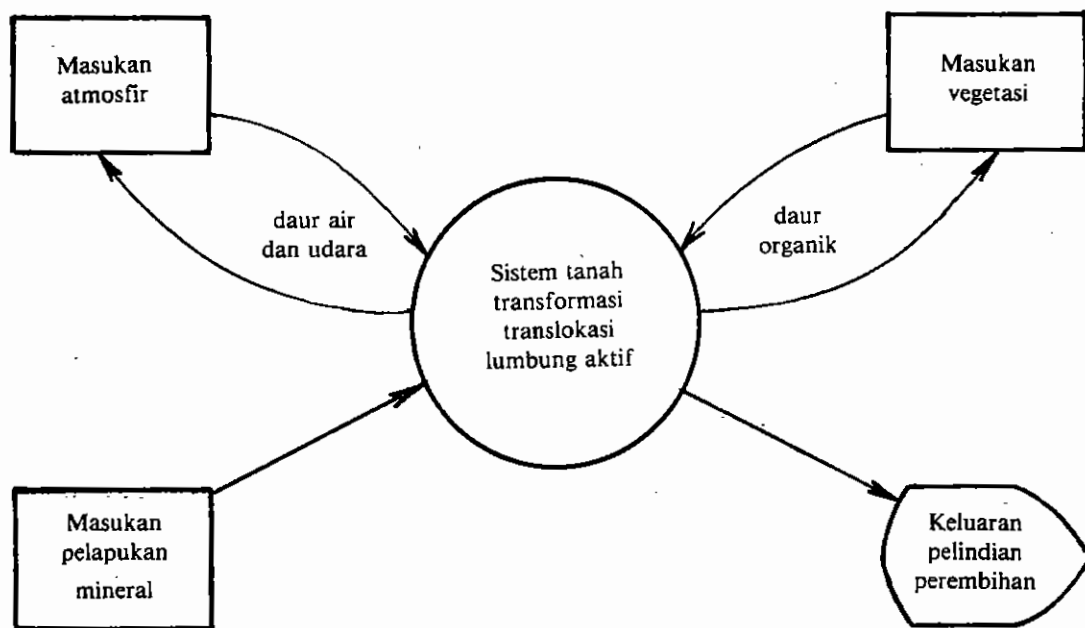 Masukan
atmosfir
Masukan
vegetasi
daur air
dan udara
daur
organik
Sistem tanah
transformasi
translokasi
lumbung aktif
Masukan
pelapukan
mineral
Keluaran
pelindian
perembihan